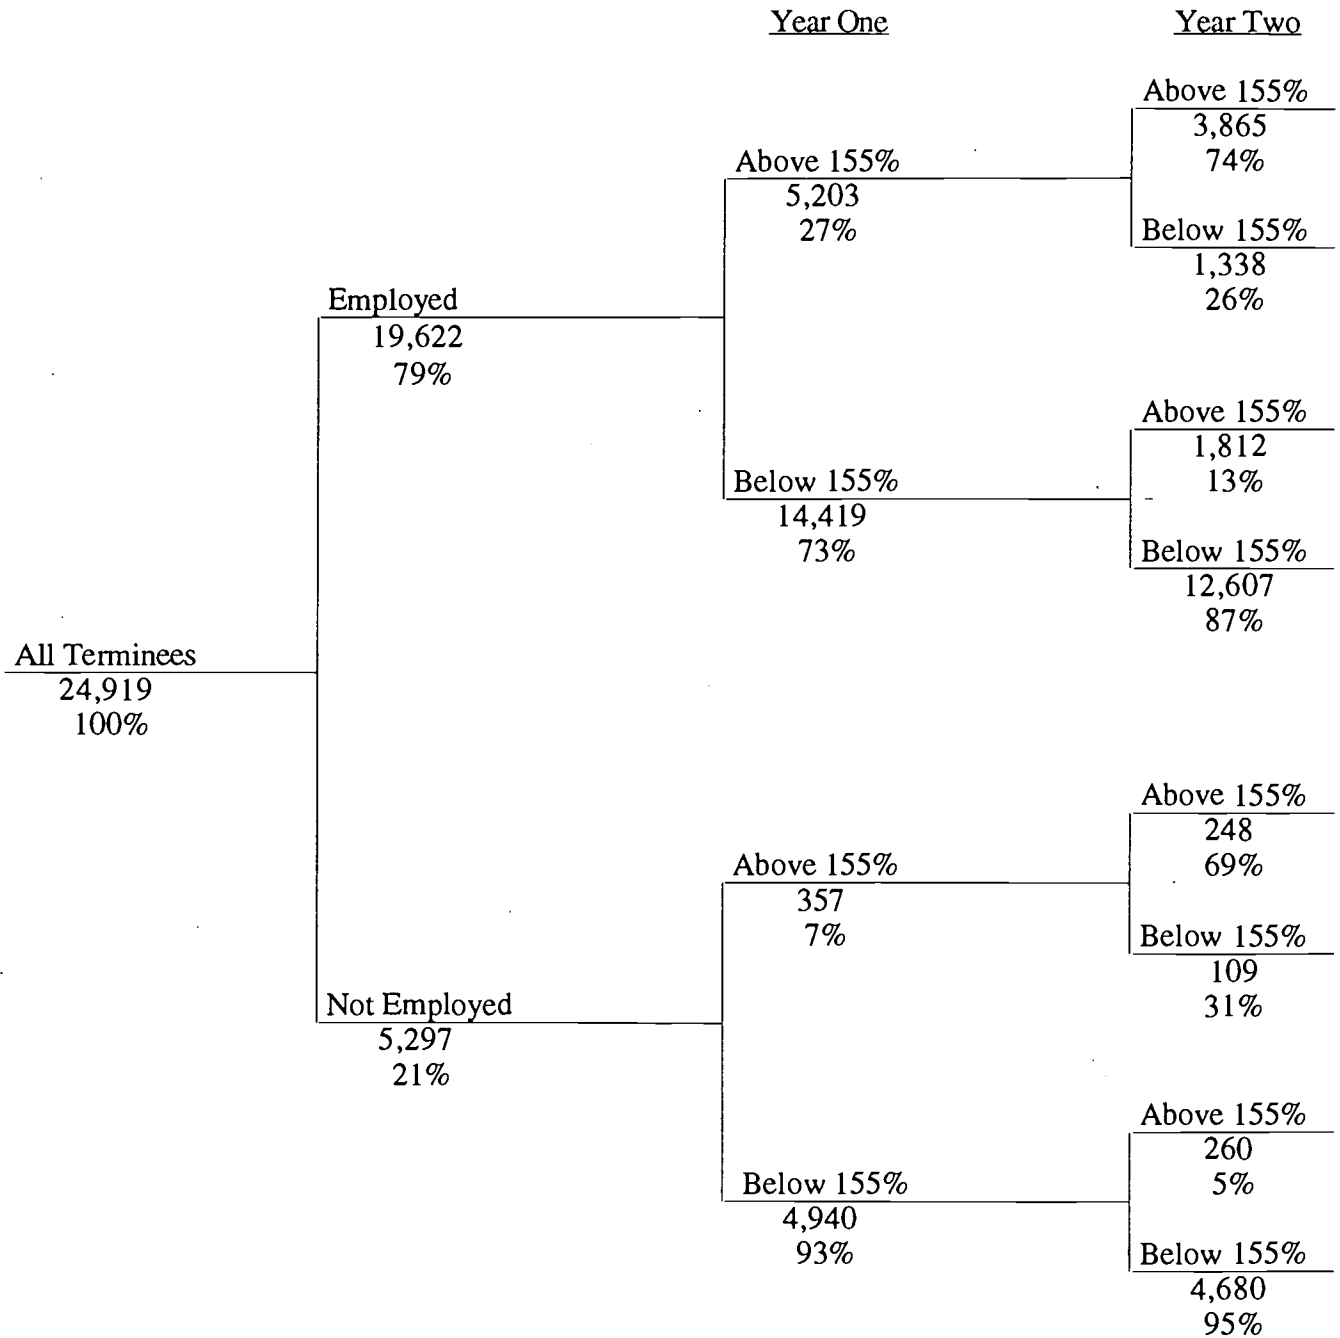 Year One
Year Two
Above 155%
3,865
74%
Above 155%
5,203
27%
Below 155%
1,338
26%
Employed
19,622
79%
Above 155%
1,812
13%
Below 155%
14,419
73%
Below 155%
12,607
87%
All Terminees
24,919
100%
Above 155%
248
69%
Above 155%
357
7%
Below 155%
109
31%
Not Employed
5,297
21%
Above 155%
260
5%
Below 155%
4,940
93%
Below 155%
4,680
95%